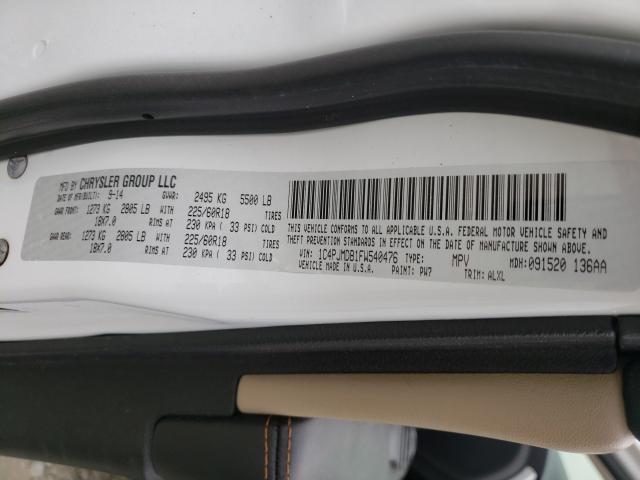 MFD BY CHRYSLER GROUP LLC
DATE OF MFR(BUILT): 9-14 GVWR: 2495 KG 5500 LB
GAWR FRONT: 1273 KG 2805 LB WITH 225/60R18 TIRES
18X7.0 RIMS AT 230 KPA ( 33 PSI) COLD
GAWR REAR: 1273 KG 2805 LB WITH 225/60R18 TIRES
18X7.0 RIMS AT 230 KPA ( 33 PSI) COLD
THIS VEHICLE CONFORMS TO ALL APPLICABLE U.S.A. FEDERAL MOTOR VEHICLE SAFETY AND
THEFT PREVENTION STANDARDS IN EFFECT ON THE DATE OF MANUFACTURE SHOWN ABOVE.
VIN: 1C4PJMDB1FW540476 TYPE: MPV MDH: 091520 136AA
VEHICLE MADE IN U.S.A. PAINT: PW7 TRIM: ALXL